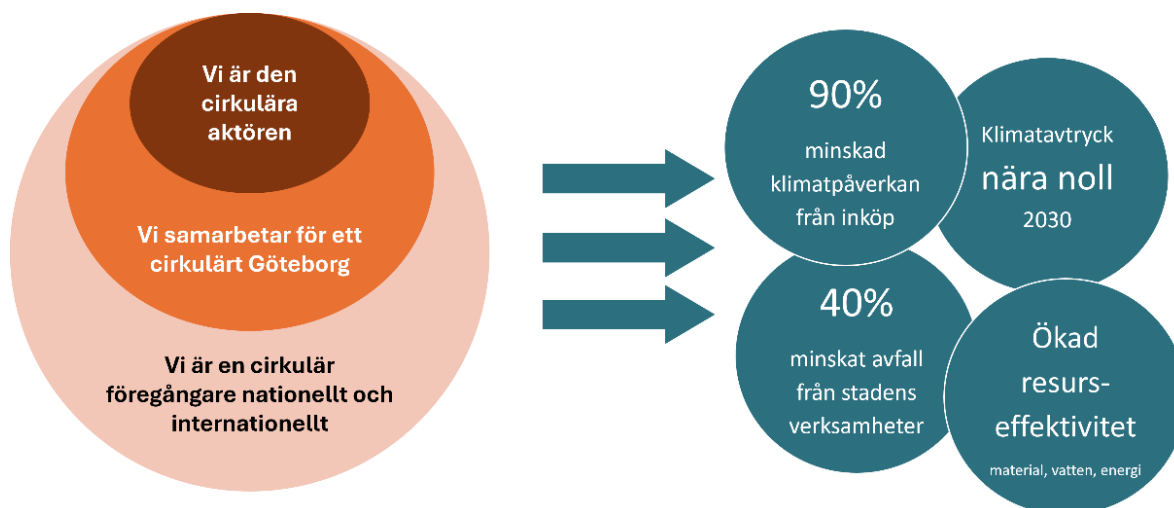 Vi är den
cirkulära
aktören
Vi samarbetar för ett
cirkulärt Göteborg
Vi är en cirkulär
föregångare nationellt och
internationellt
90%
minskad
klimatpåverkan
från inköp
Klimatavtryck
nära noll
2030
40%
minskat avfall
från stadens
verksamheter
Ökad
resurs-
effektivitet
material, vatten, energi